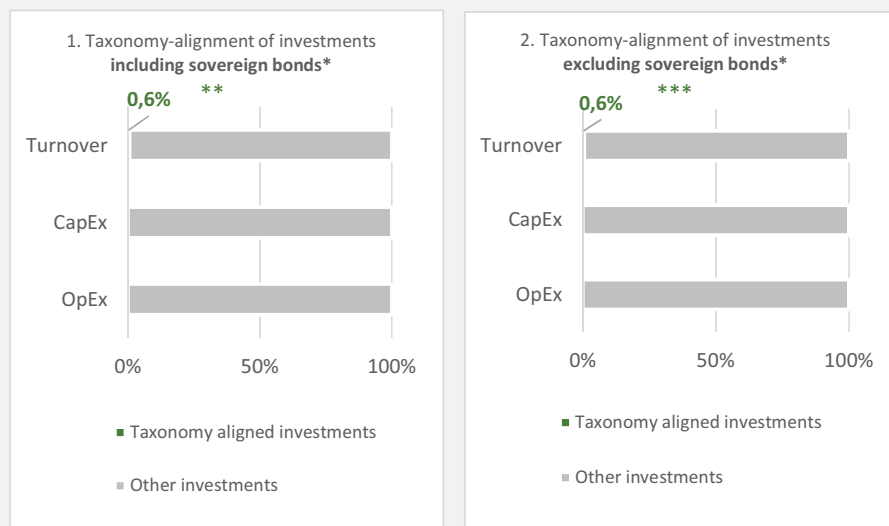 1. Taxonomy-alignment of investments
including sovereign bonds*
0,6%
**
Turnover
CapEx
OpEx
0%
50%
100%
Taxonomy aligned investments
Other investments
2. Taxonomy-alignment of investments
excluding sovereign bonds*
0,6%
***
Turnover
CapEx
OpEx
0%
50%
100%
Taxonomy aligned investments
Other investments